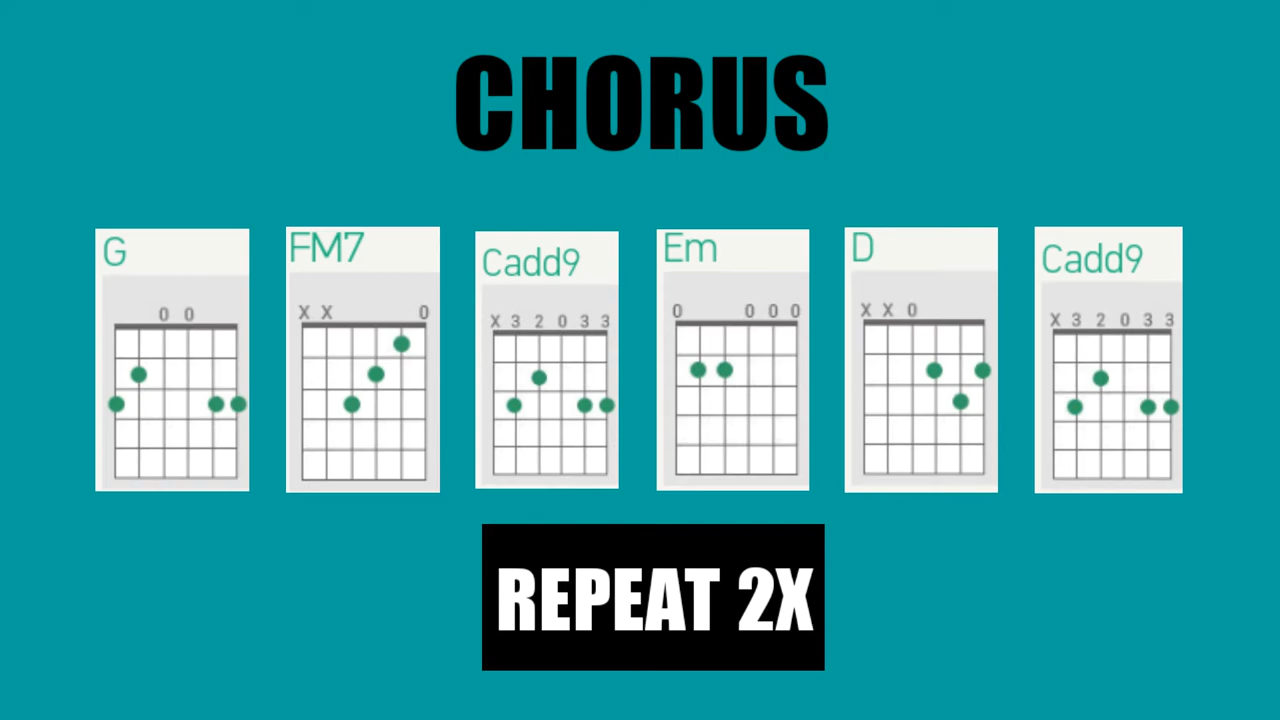 CHORUS
G FM7 Cadd9 Em D Cadd9
0 0 X X 0 X 3 2 0 3 3 0 0 0 0 X X 0 X 3 2 0 3 3
REPEAT 2X